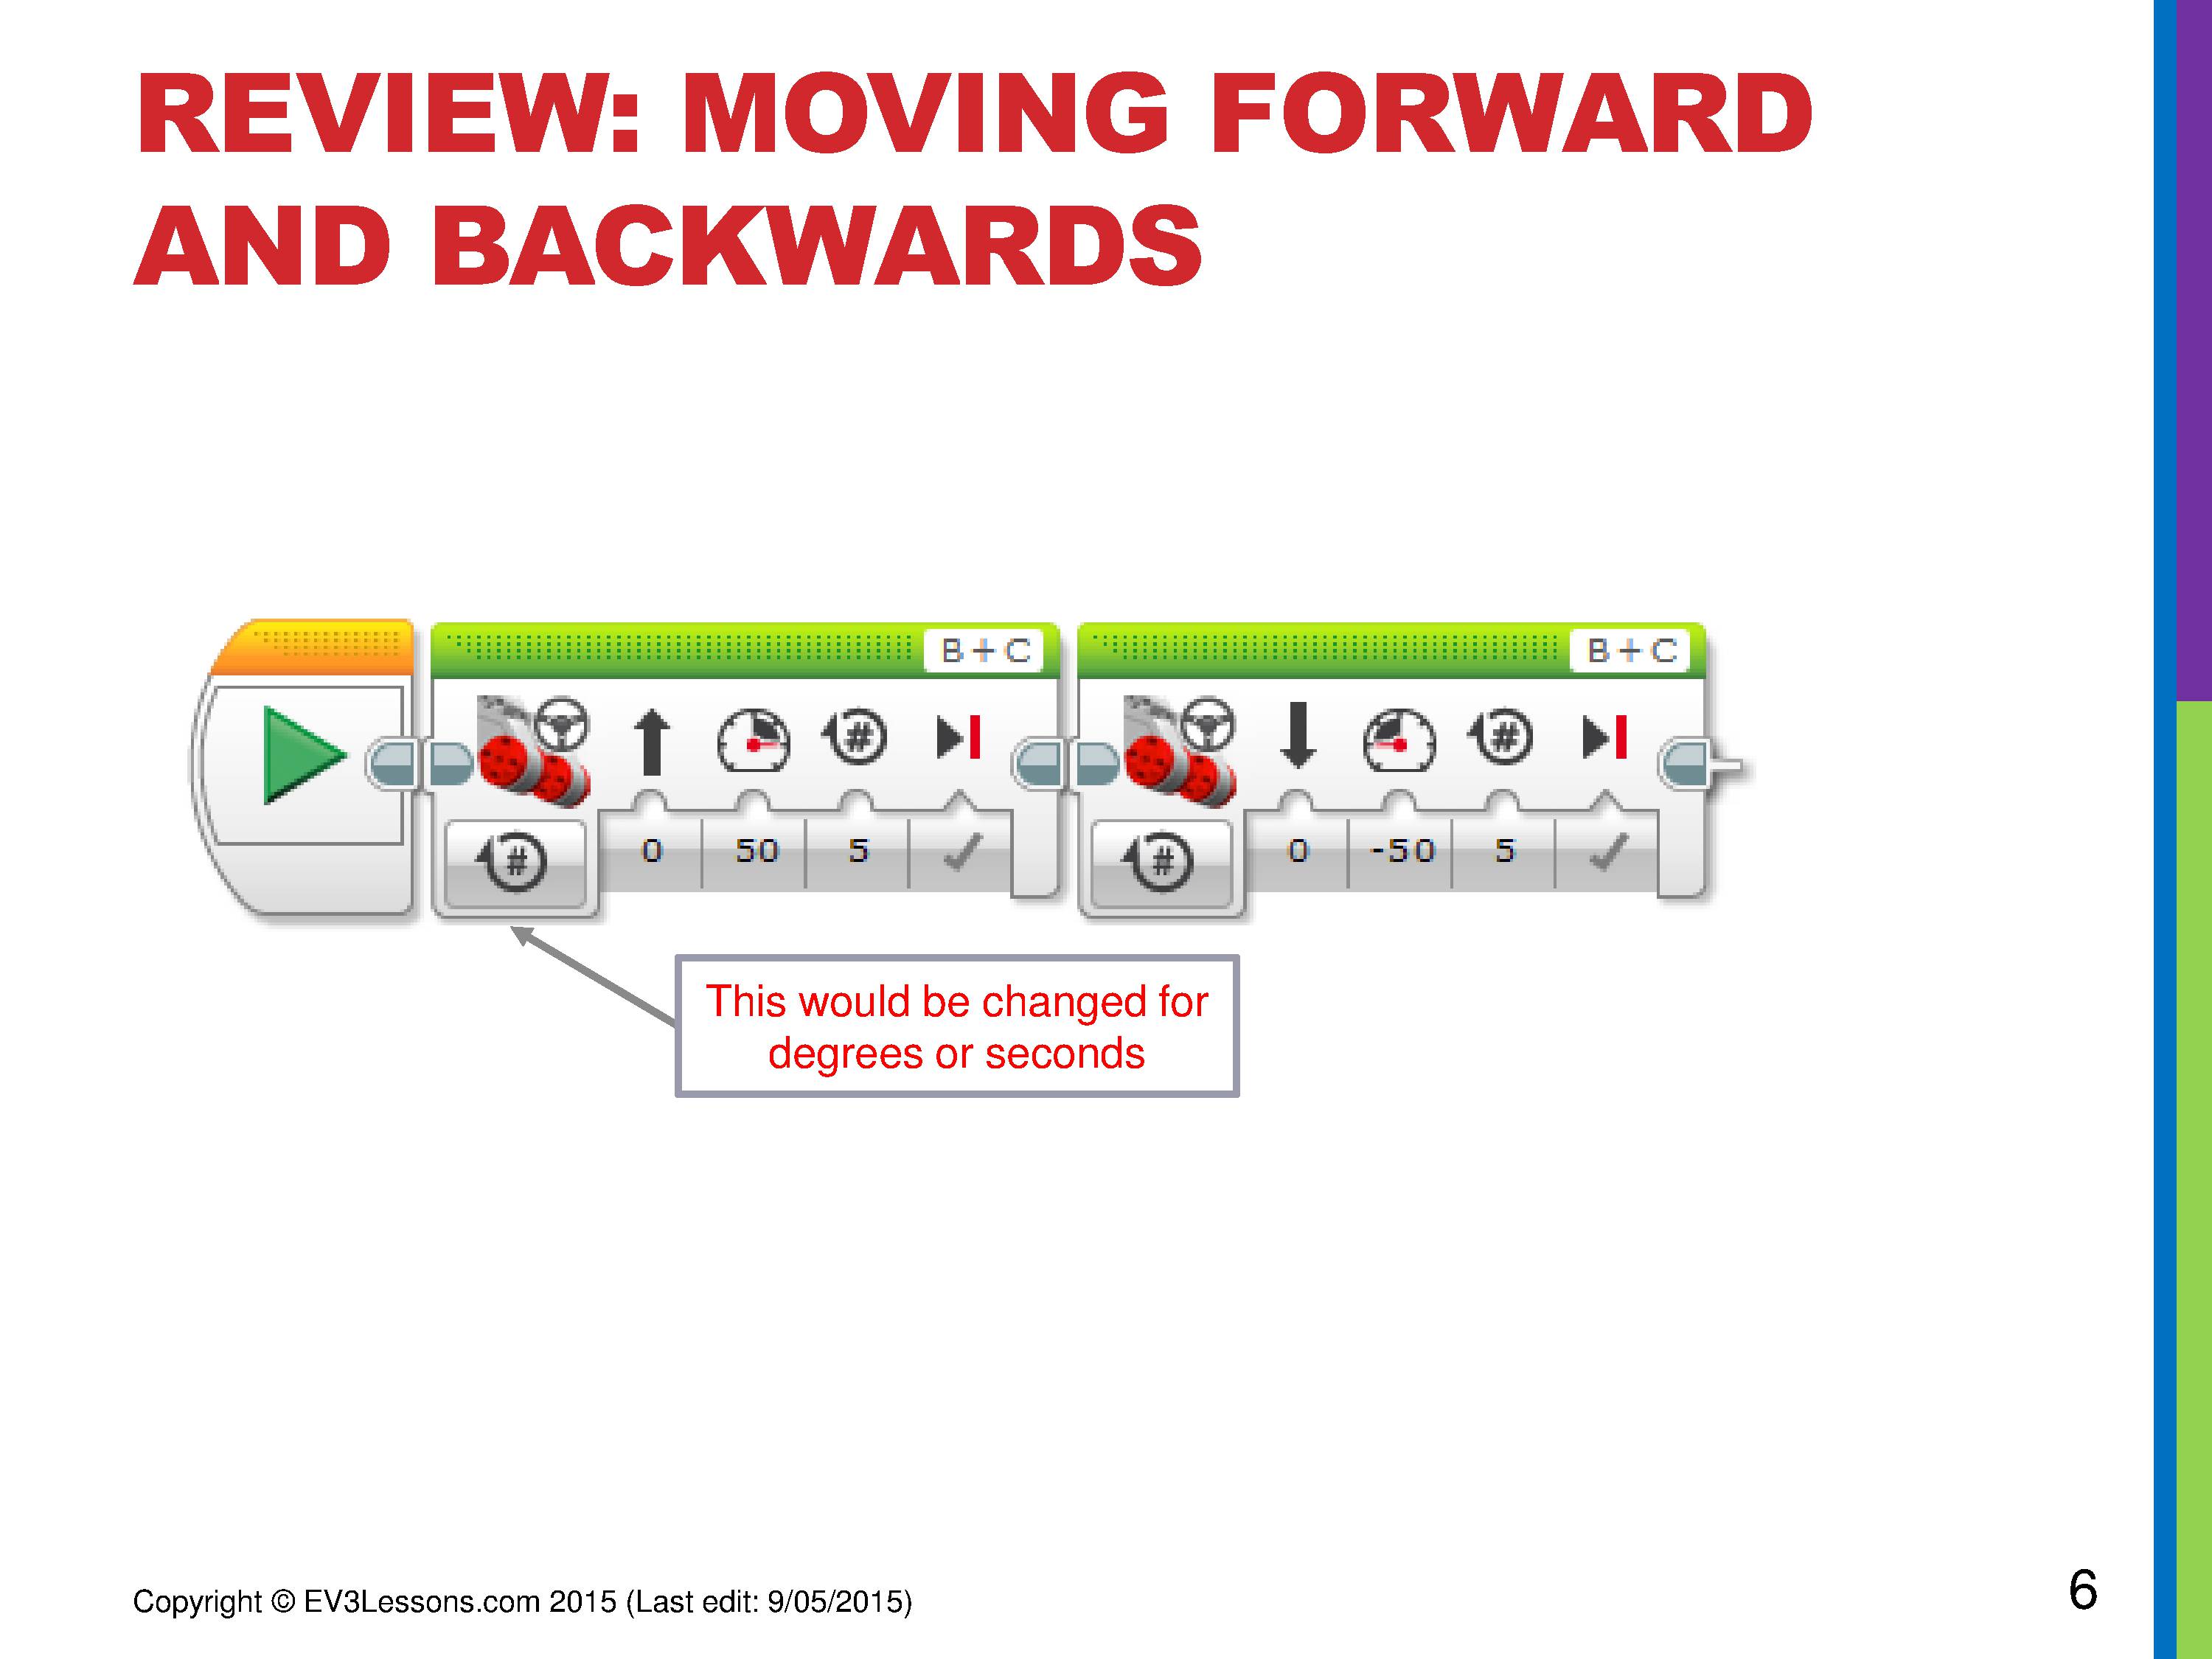 REVIEW: MOVING FORWARD
AND BACKWARDS
B + C
B + C
# #
0 50 5
0 -50 5
# #
This would be changed for
degrees or seconds
Copyright © EV3Lessons.com 2015 (Last edit: 9/05/2015)
6